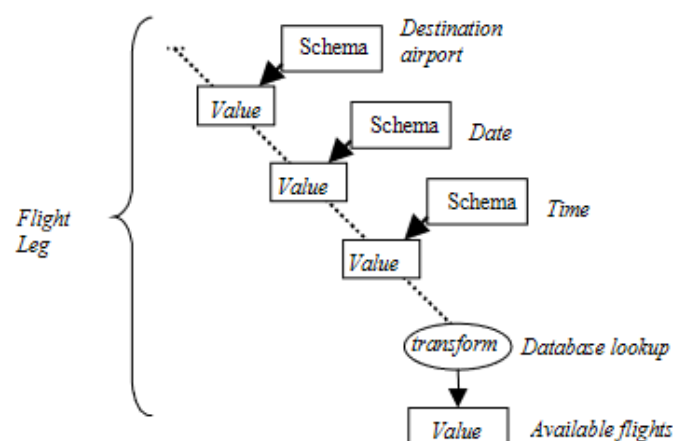 Schema
Destination
airport
Value
Schema
Date
Value
Schema
Time
Flight
Leg
Value
transform
Database lookup
Value
Available flights